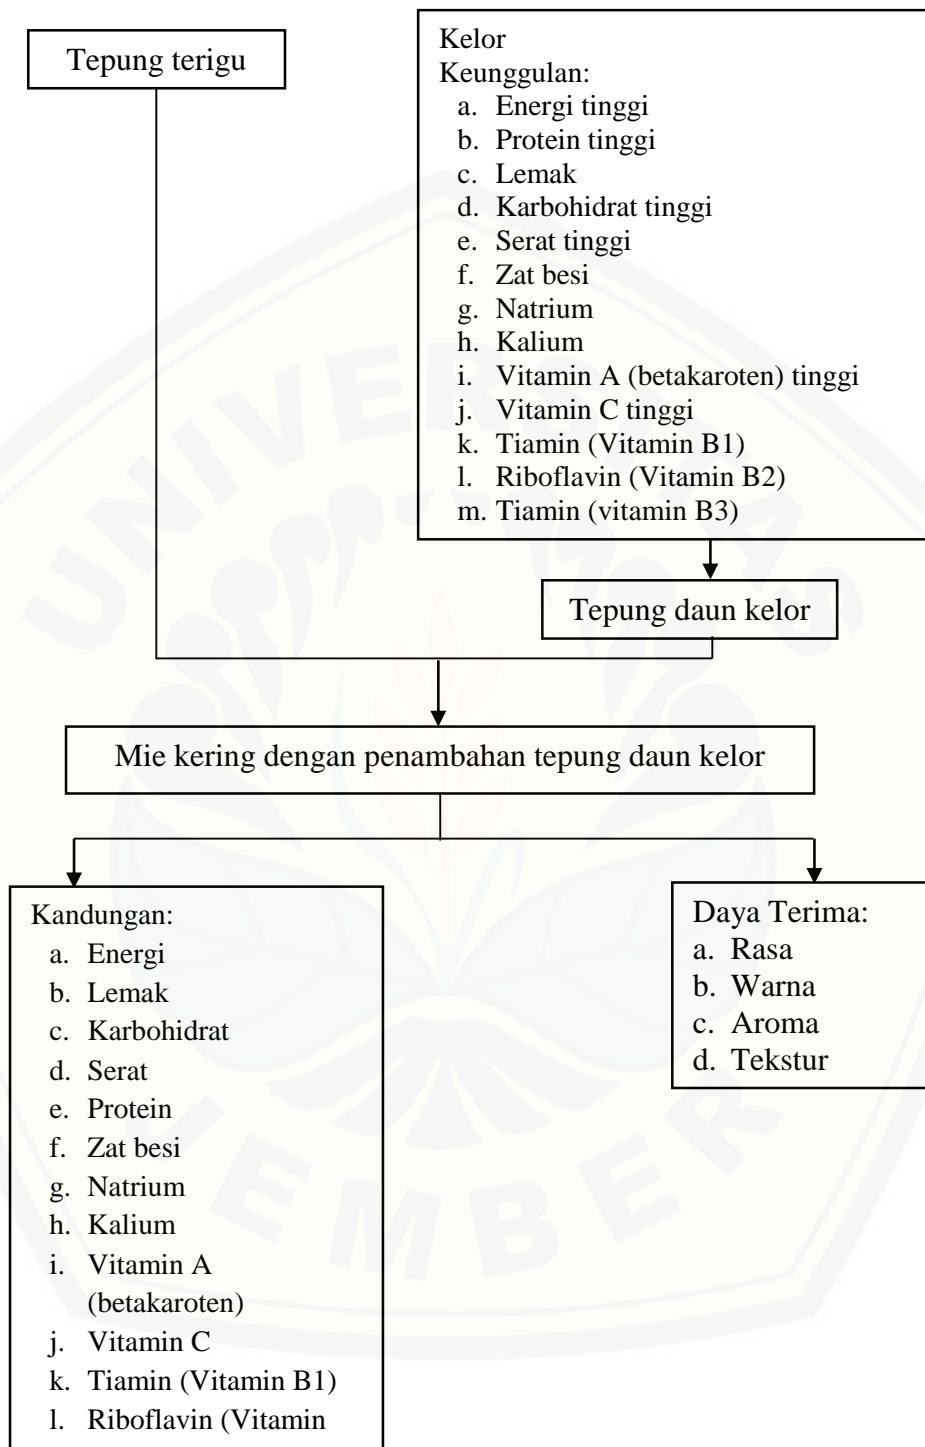 Tepung terigu
Kelor
Keunggulan:
a. Energi tinggi
b. Protein tinggi
c. Lemak
d. Karbohidrat tinggi
e. Serat tinggi
f. Zat besi
g. Natrium
h. Kalium
i. Vitamin A (betakaroten) tinggi
j. Vitamin C tinggi
k. Tiamin (Vitamin B1)
l. Riboflavin (Vitamin B2)
m. Tiamin (vitamin B3)
Tepung daun kelor
Mie kering dengan penambahan tepung daun kelor
Kandungan:
a. Energi
b. Lemak
c. Karbohidrat
d. Serat
e. Protein
f. Zat besi
g. Natrium
h. Kalium
i. Vitamin A
(betakaroten)
j. Vitamin C
k. Tiamin (Vitamin B1)
l. Riboflavin (Vitamin
Daya Terima:
a. Rasa
b. Warna
c. Aroma
d. Tekstur
UNIVERSITAS
JEMBER